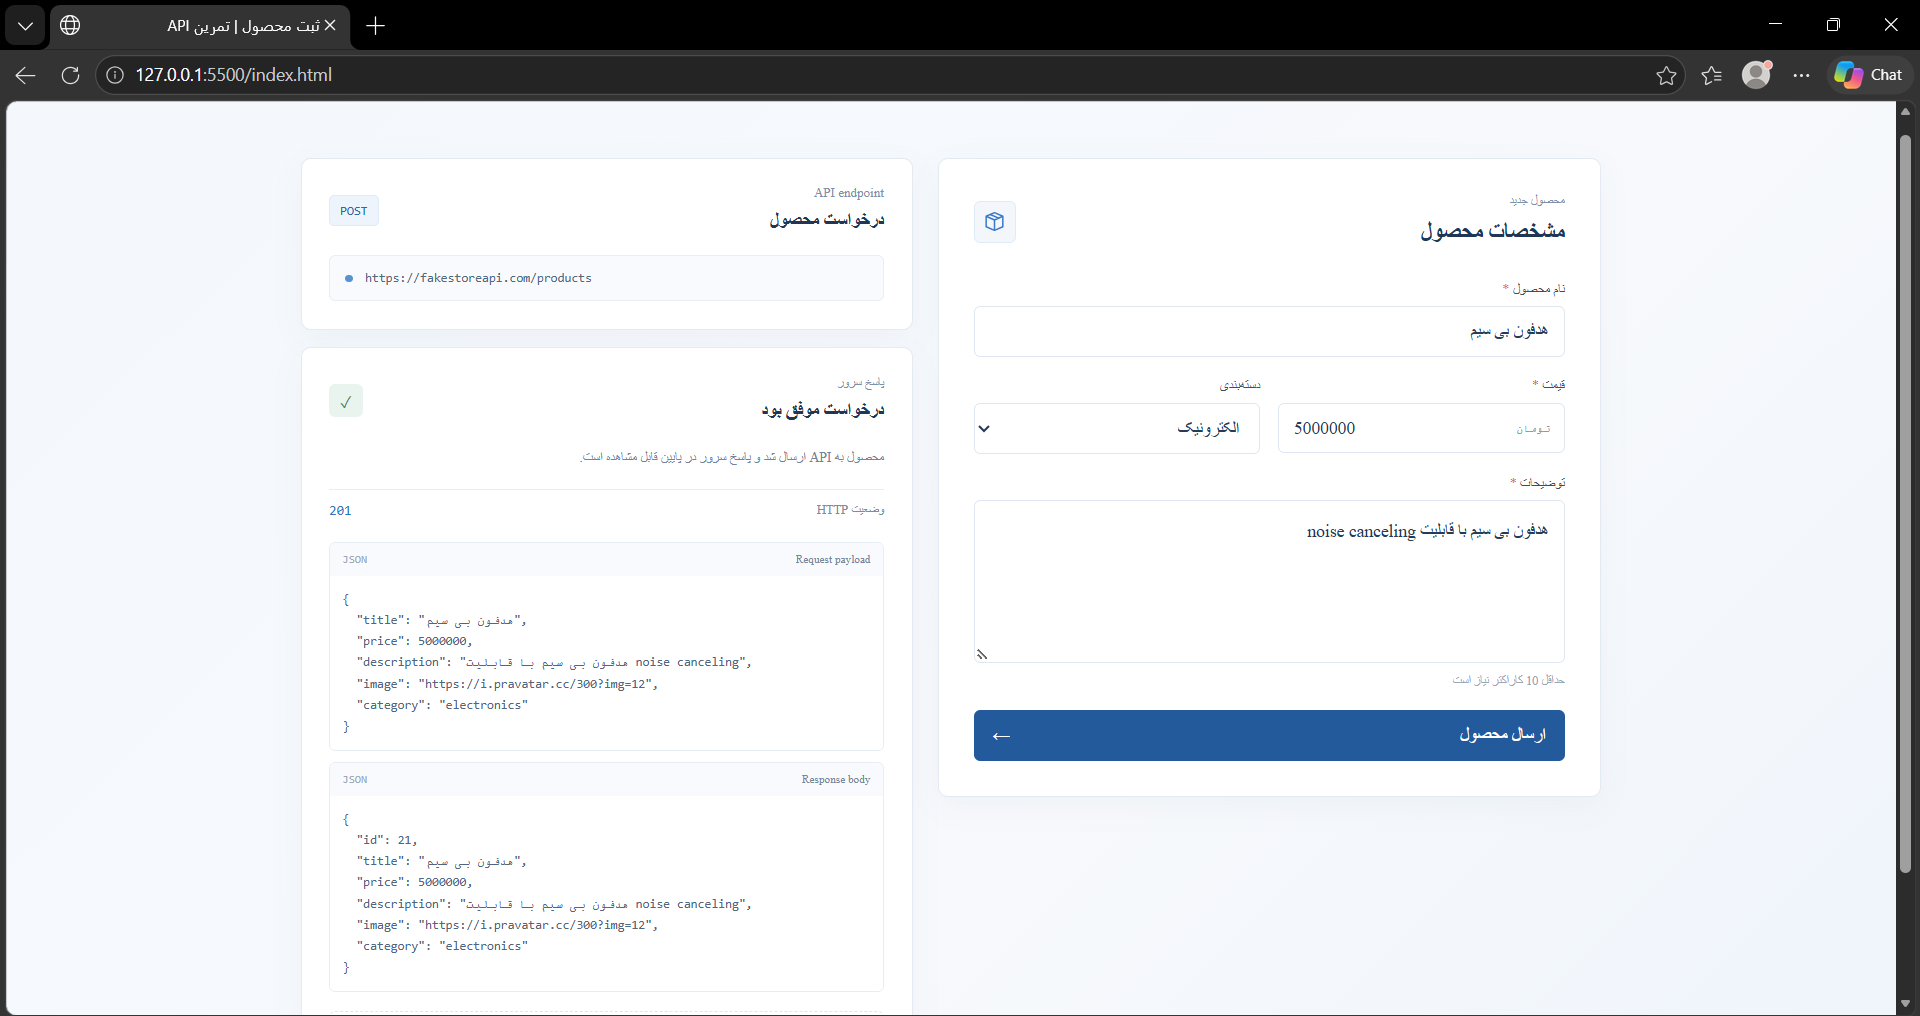 ثبت محصول | تمرین API
127.0.0.1:5500/index.html
Chat
محصول جدید
مشخصات محصول
نام محصول *
هدفون بی سیم
قیمت *
دسته‌بندی
تومان
5000000
الکترونیک
توضیحات *
هدفون بی سیم با قابلیت noise canceling
حداقل 10 کاراکتر نیاز است
ارسال محصول ←
API endpoint
درخواست محصول
POST
https://fakestoreapi.com/products
پاسخ سرور
درخواست موفق بود
✓
محصول به API ارسال شد و پاسخ سرور در پایین قابل مشاهده است.
وضعیت HTTP
201
Request payload
JSON
{
"title": "هدفون بی سیم",
"price": 5000000,
"description": "هدفون بی سیم با قابلیت noise canceling",
"image": "https://i.pravatar.cc/300?img=12",
"category": "electronics"
}
Response body
JSON
{
"id": 21,
"title": "هدفون بی سیم",
"price": 5000000,
"description": "هدفون بی سیم با قابلیت noise canceling",
"image": "https://i.pravatar.cc/300?img=12",
"category": "electronics"
}